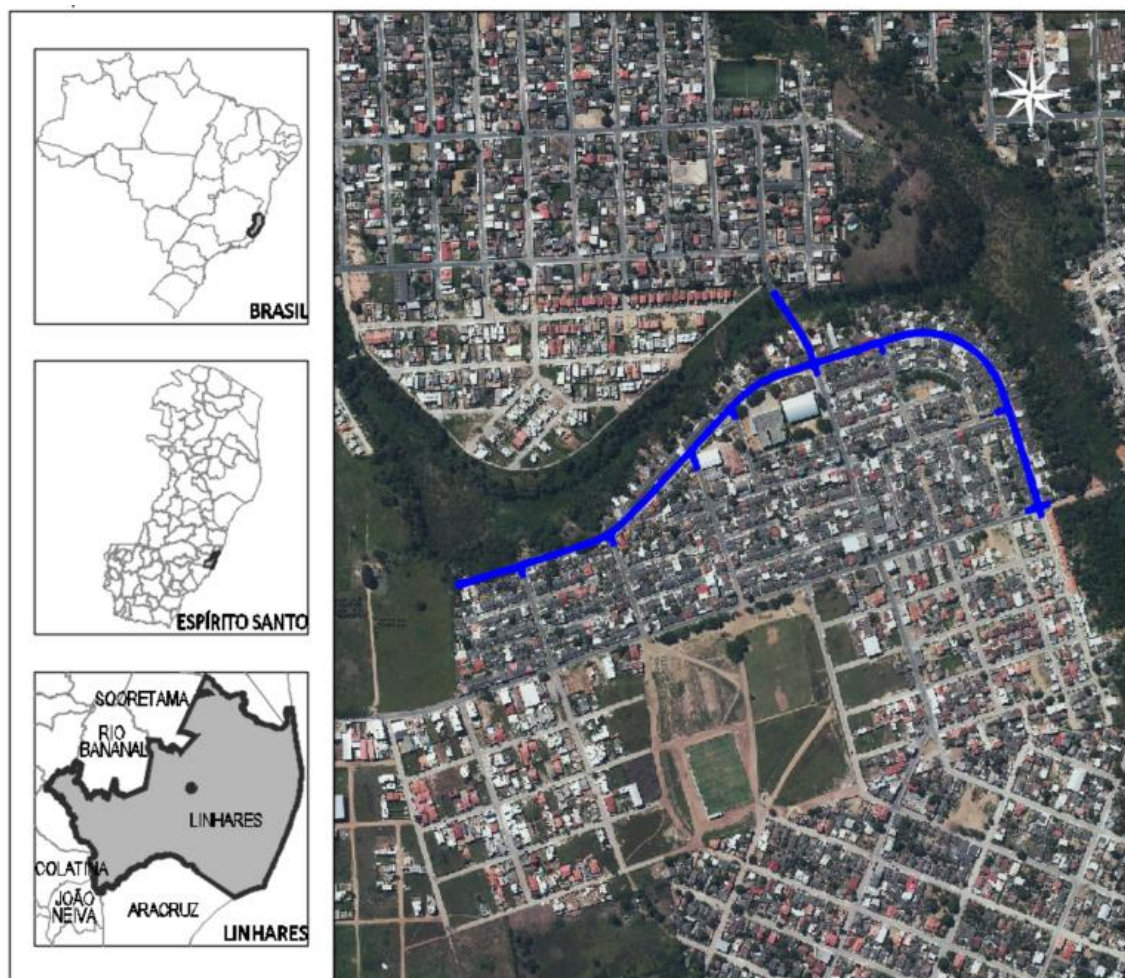 BRASIL
ESPÍRITO SANTO
SOORETAMA
RIO
BANANAL
LINHARES
COLATINA
JOÃO
NEIVA
ARACRUZ
LINHARES